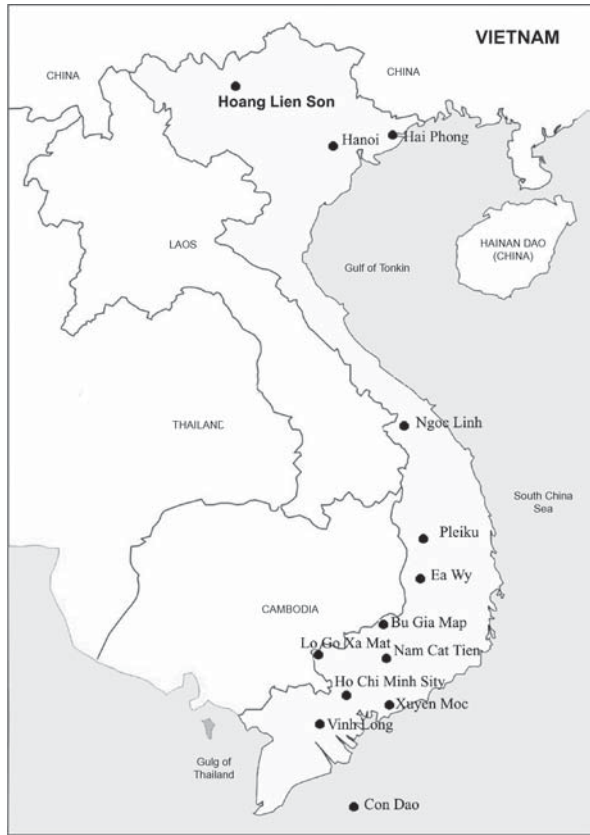 VIETNAM
CHINA
CHINA
Hoang Lien Son
Hanoi
Hai Phong
LAOS
HAINAN DAO
(CHINA)
Gulf of Tonkin
THAILAND
Ngoc Linh
South China
Sea
Pleiku
Ea Wy
CAMBODIA
Bu Gia Map
Lo Go Xa Mat
Nam Cat Tien
Ho Chi Minh Sity
Xuyen Moc
Vinh Long
Gulg of
Thailand
Con Dao